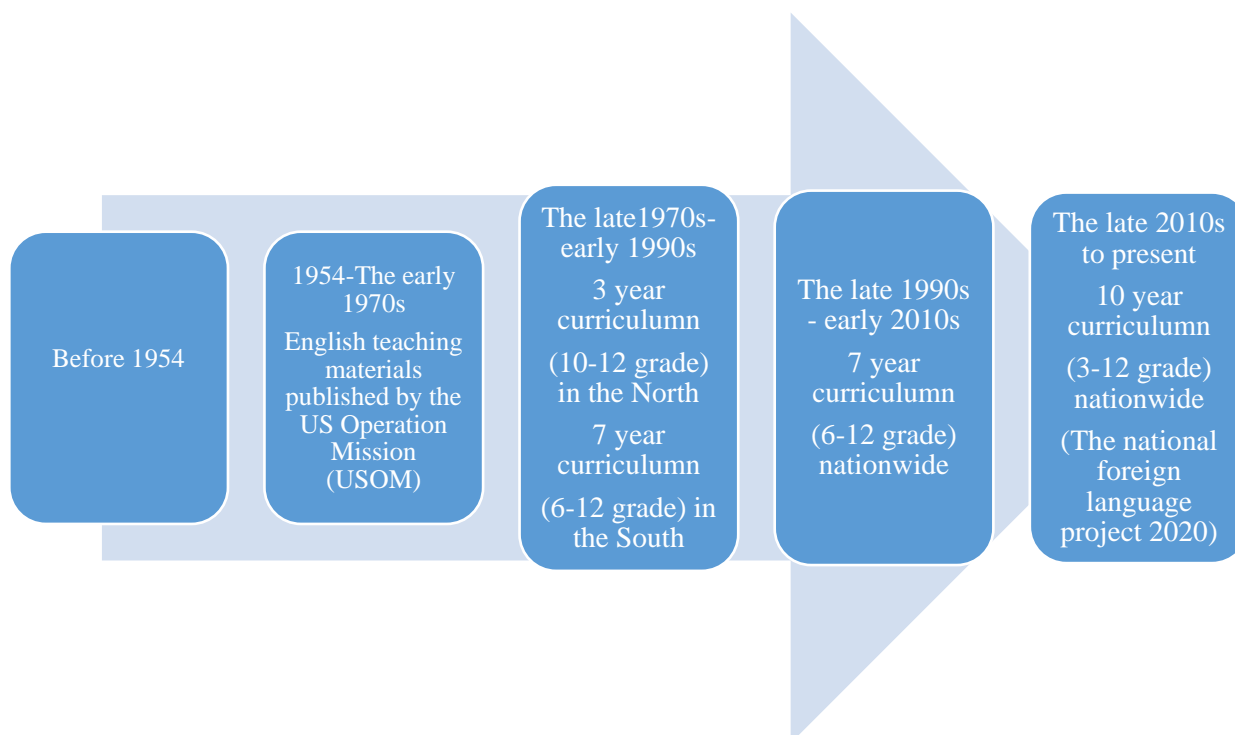 Before 1954
1954-The early
1970s
English teaching
materials
published by the
US Operation
Mission
(USOM)
The late1970s-
early 1990s
3 year
curriculumn
(10-12 grade)
in the North
7 year
curriculumn
(6-12 grade) in
the South
The late 1990s
- early 2010s
7 year
curriculumn
(6-12 grade)
nationwide
The late 2010s
to present
10 year
curriculumn
(3-12 grade)
nationwide
(The national
foreign
language
project 2020)